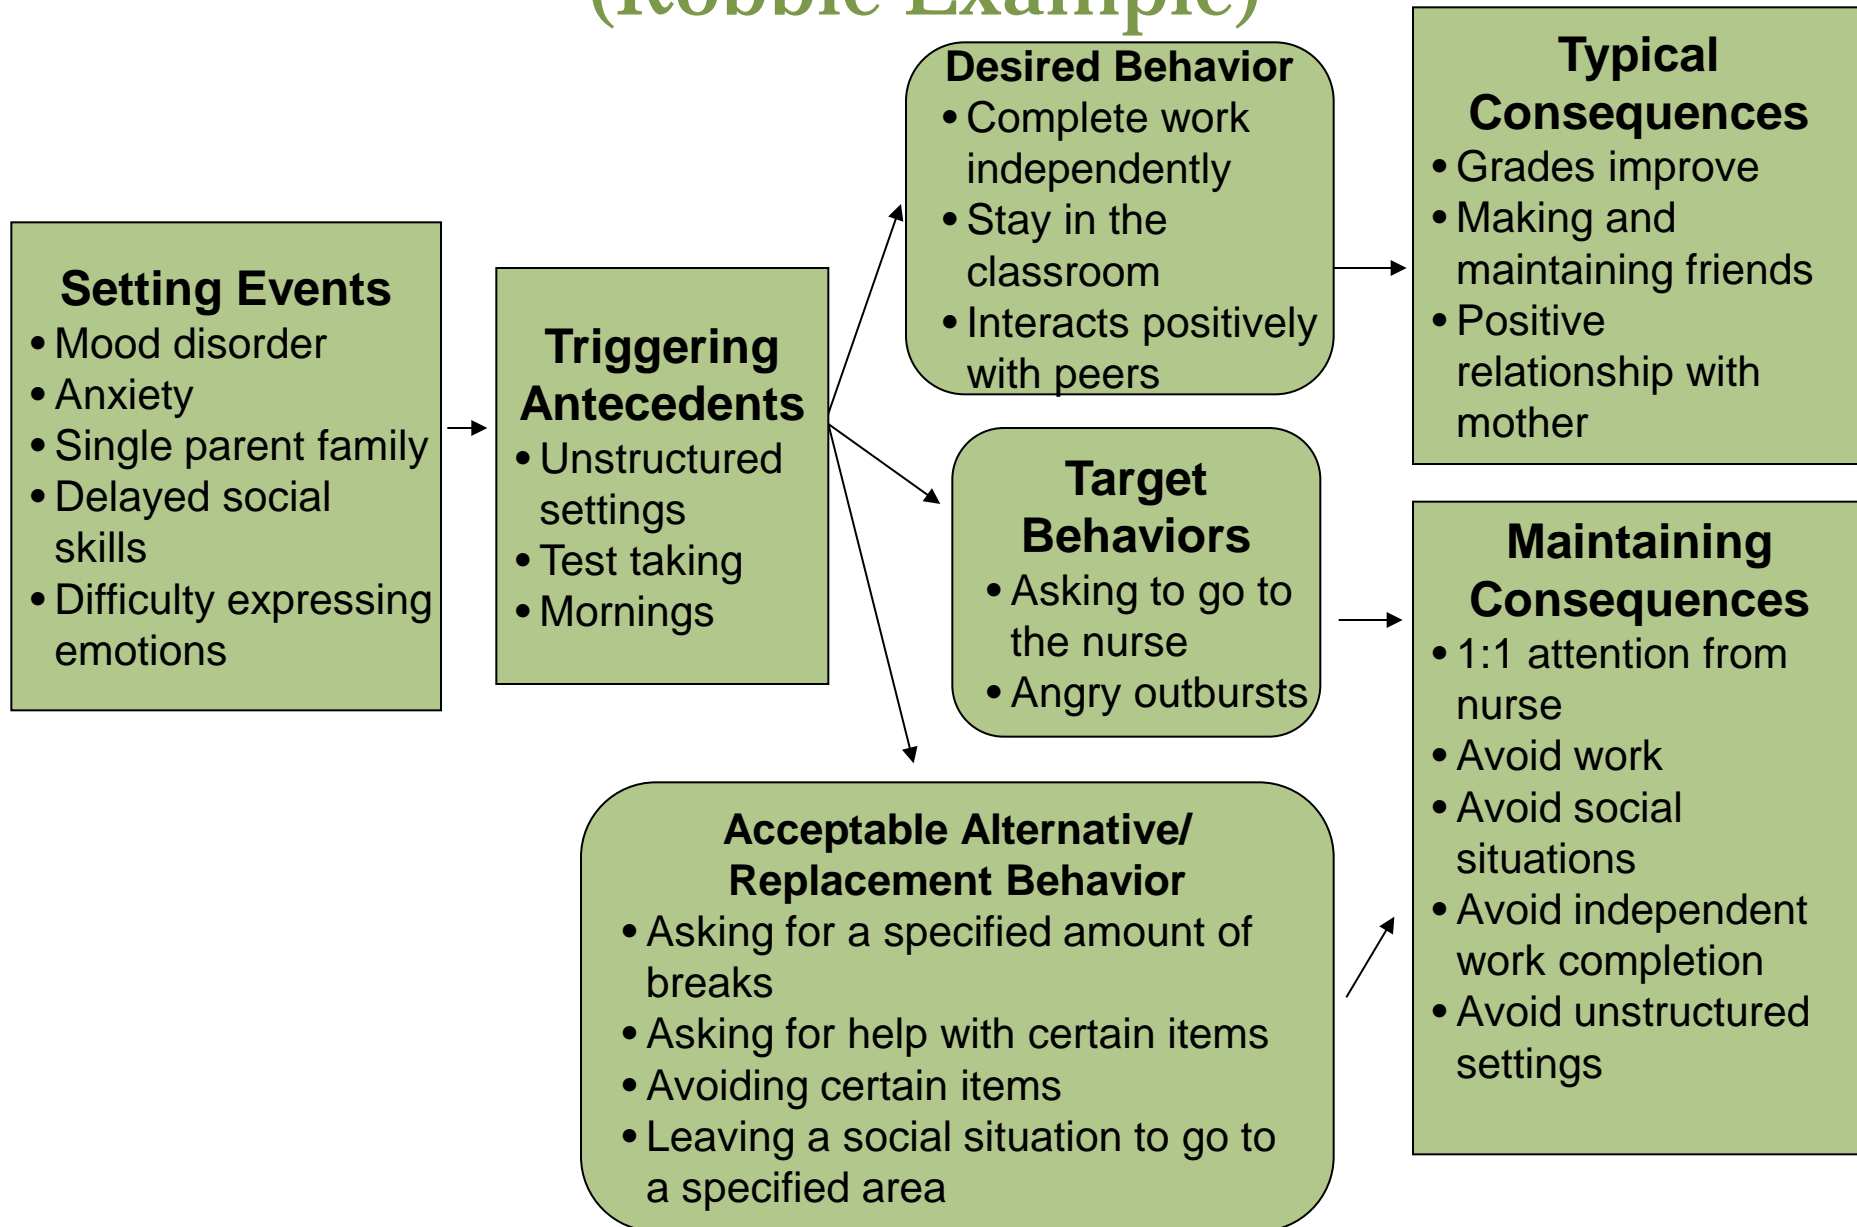 (Robbie Example)
Setting Events
• Mood disorder
• Anxiety
• Single parent family
• Delayed social
skills
• Difficulty expressing
emotions
Triggering
Antecedents
• Unstructured
settings
• Test taking
• Mornings
Desired Behavior
• Complete work
independently
• Stay in the
classroom
• Interacts positively
with peers
Typical
Consequences
• Grades improve
• Making and
maintaining friends
• Positive
relationship with
mother
Target
Behaviors
• Asking to go to
the nurse
• Angry outbursts
Maintaining
Consequences
• 1:1 attention from
nurse
• Avoid work
• Avoid social
situations
• Avoid independent
work completion
• Avoid unstructured
settings
Acceptable Alternative/
Replacement Behavior
• Asking for a specified amount of
breaks
• Asking for help with certain items
• Avoiding certain items
• Leaving a social situation to go to
a specified area